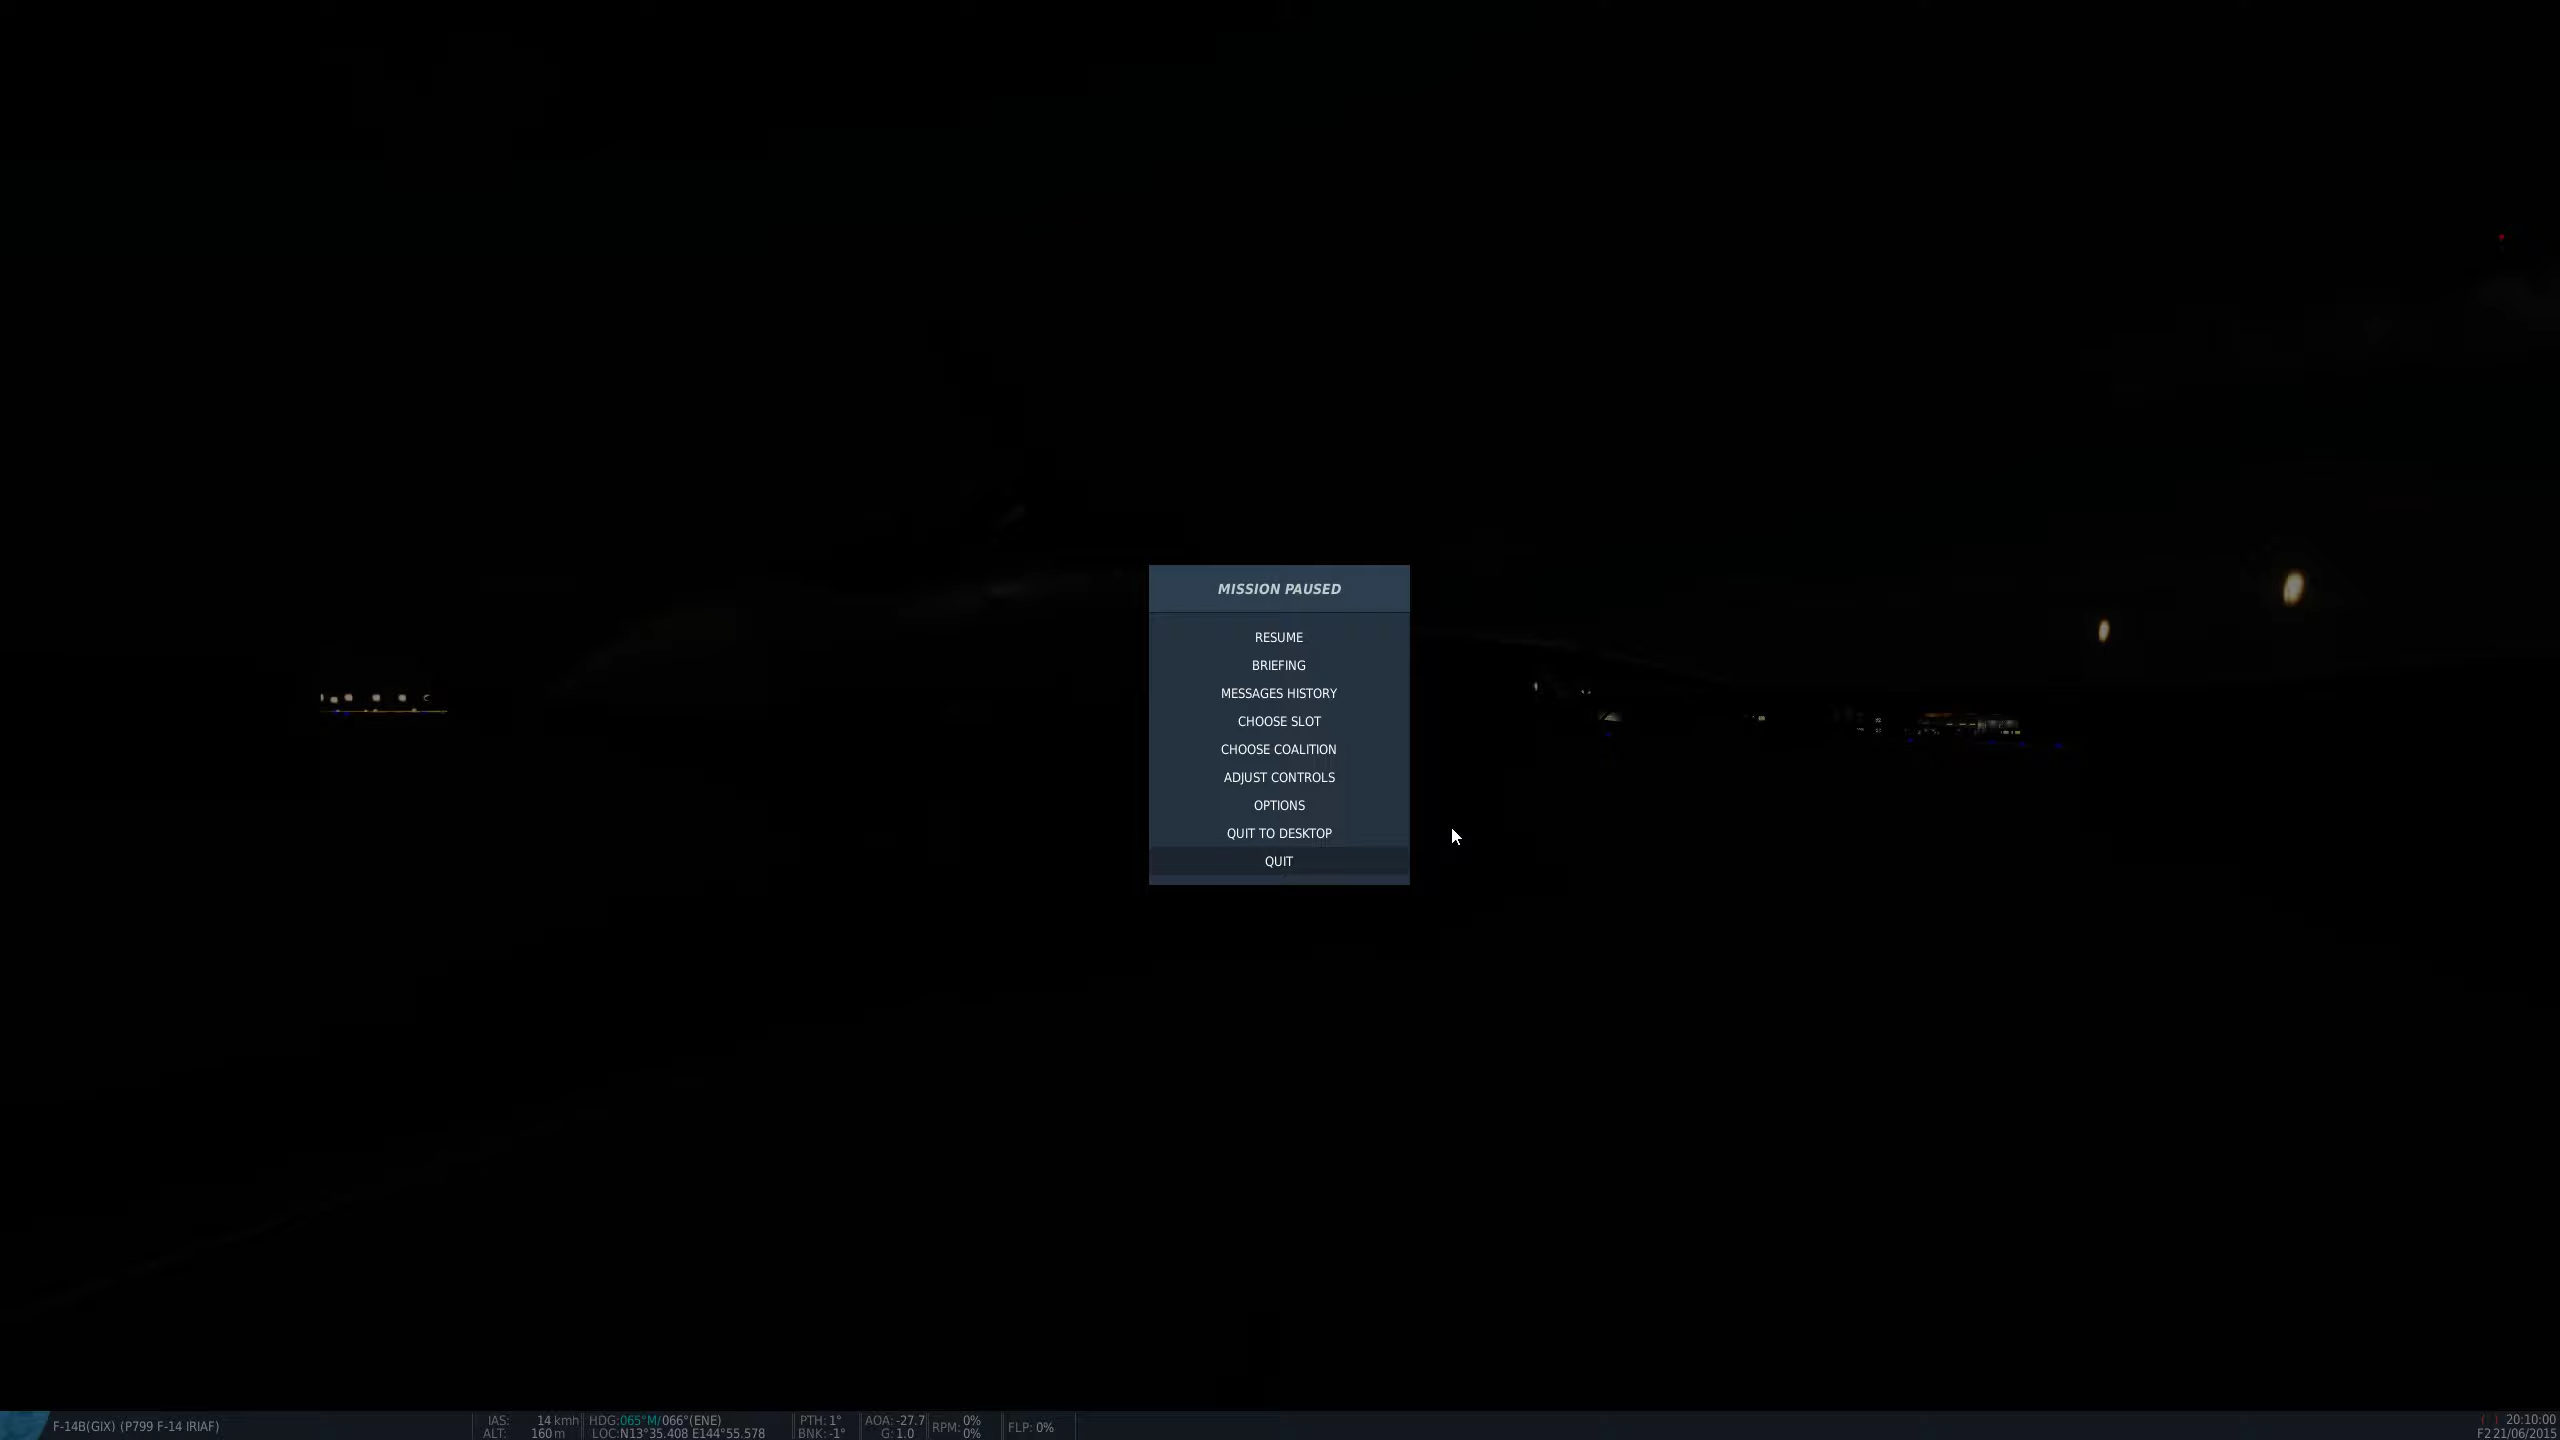 MISSION PAUSED
RESUME
BRIEFING
MESSAGES HISTORY
CHOOSE SLOT
CHOOSE COALITION
ADJUST CONTROLS
OPTIONS
QUIT TO DESKTOP
QUIT
F-14B(GIX) (P799 F-14 IRIAF)
IAS: 14 kmh HDG:065°M/066°(ENE) PTH: 1° AOA: -27.7 RPM: 0% FLP: 0% 20:10:00
ALT: 160 m LOC:N13°35.408 E144°55.578 BNK: -1° G: 1.0 0% F2 21/06/2015